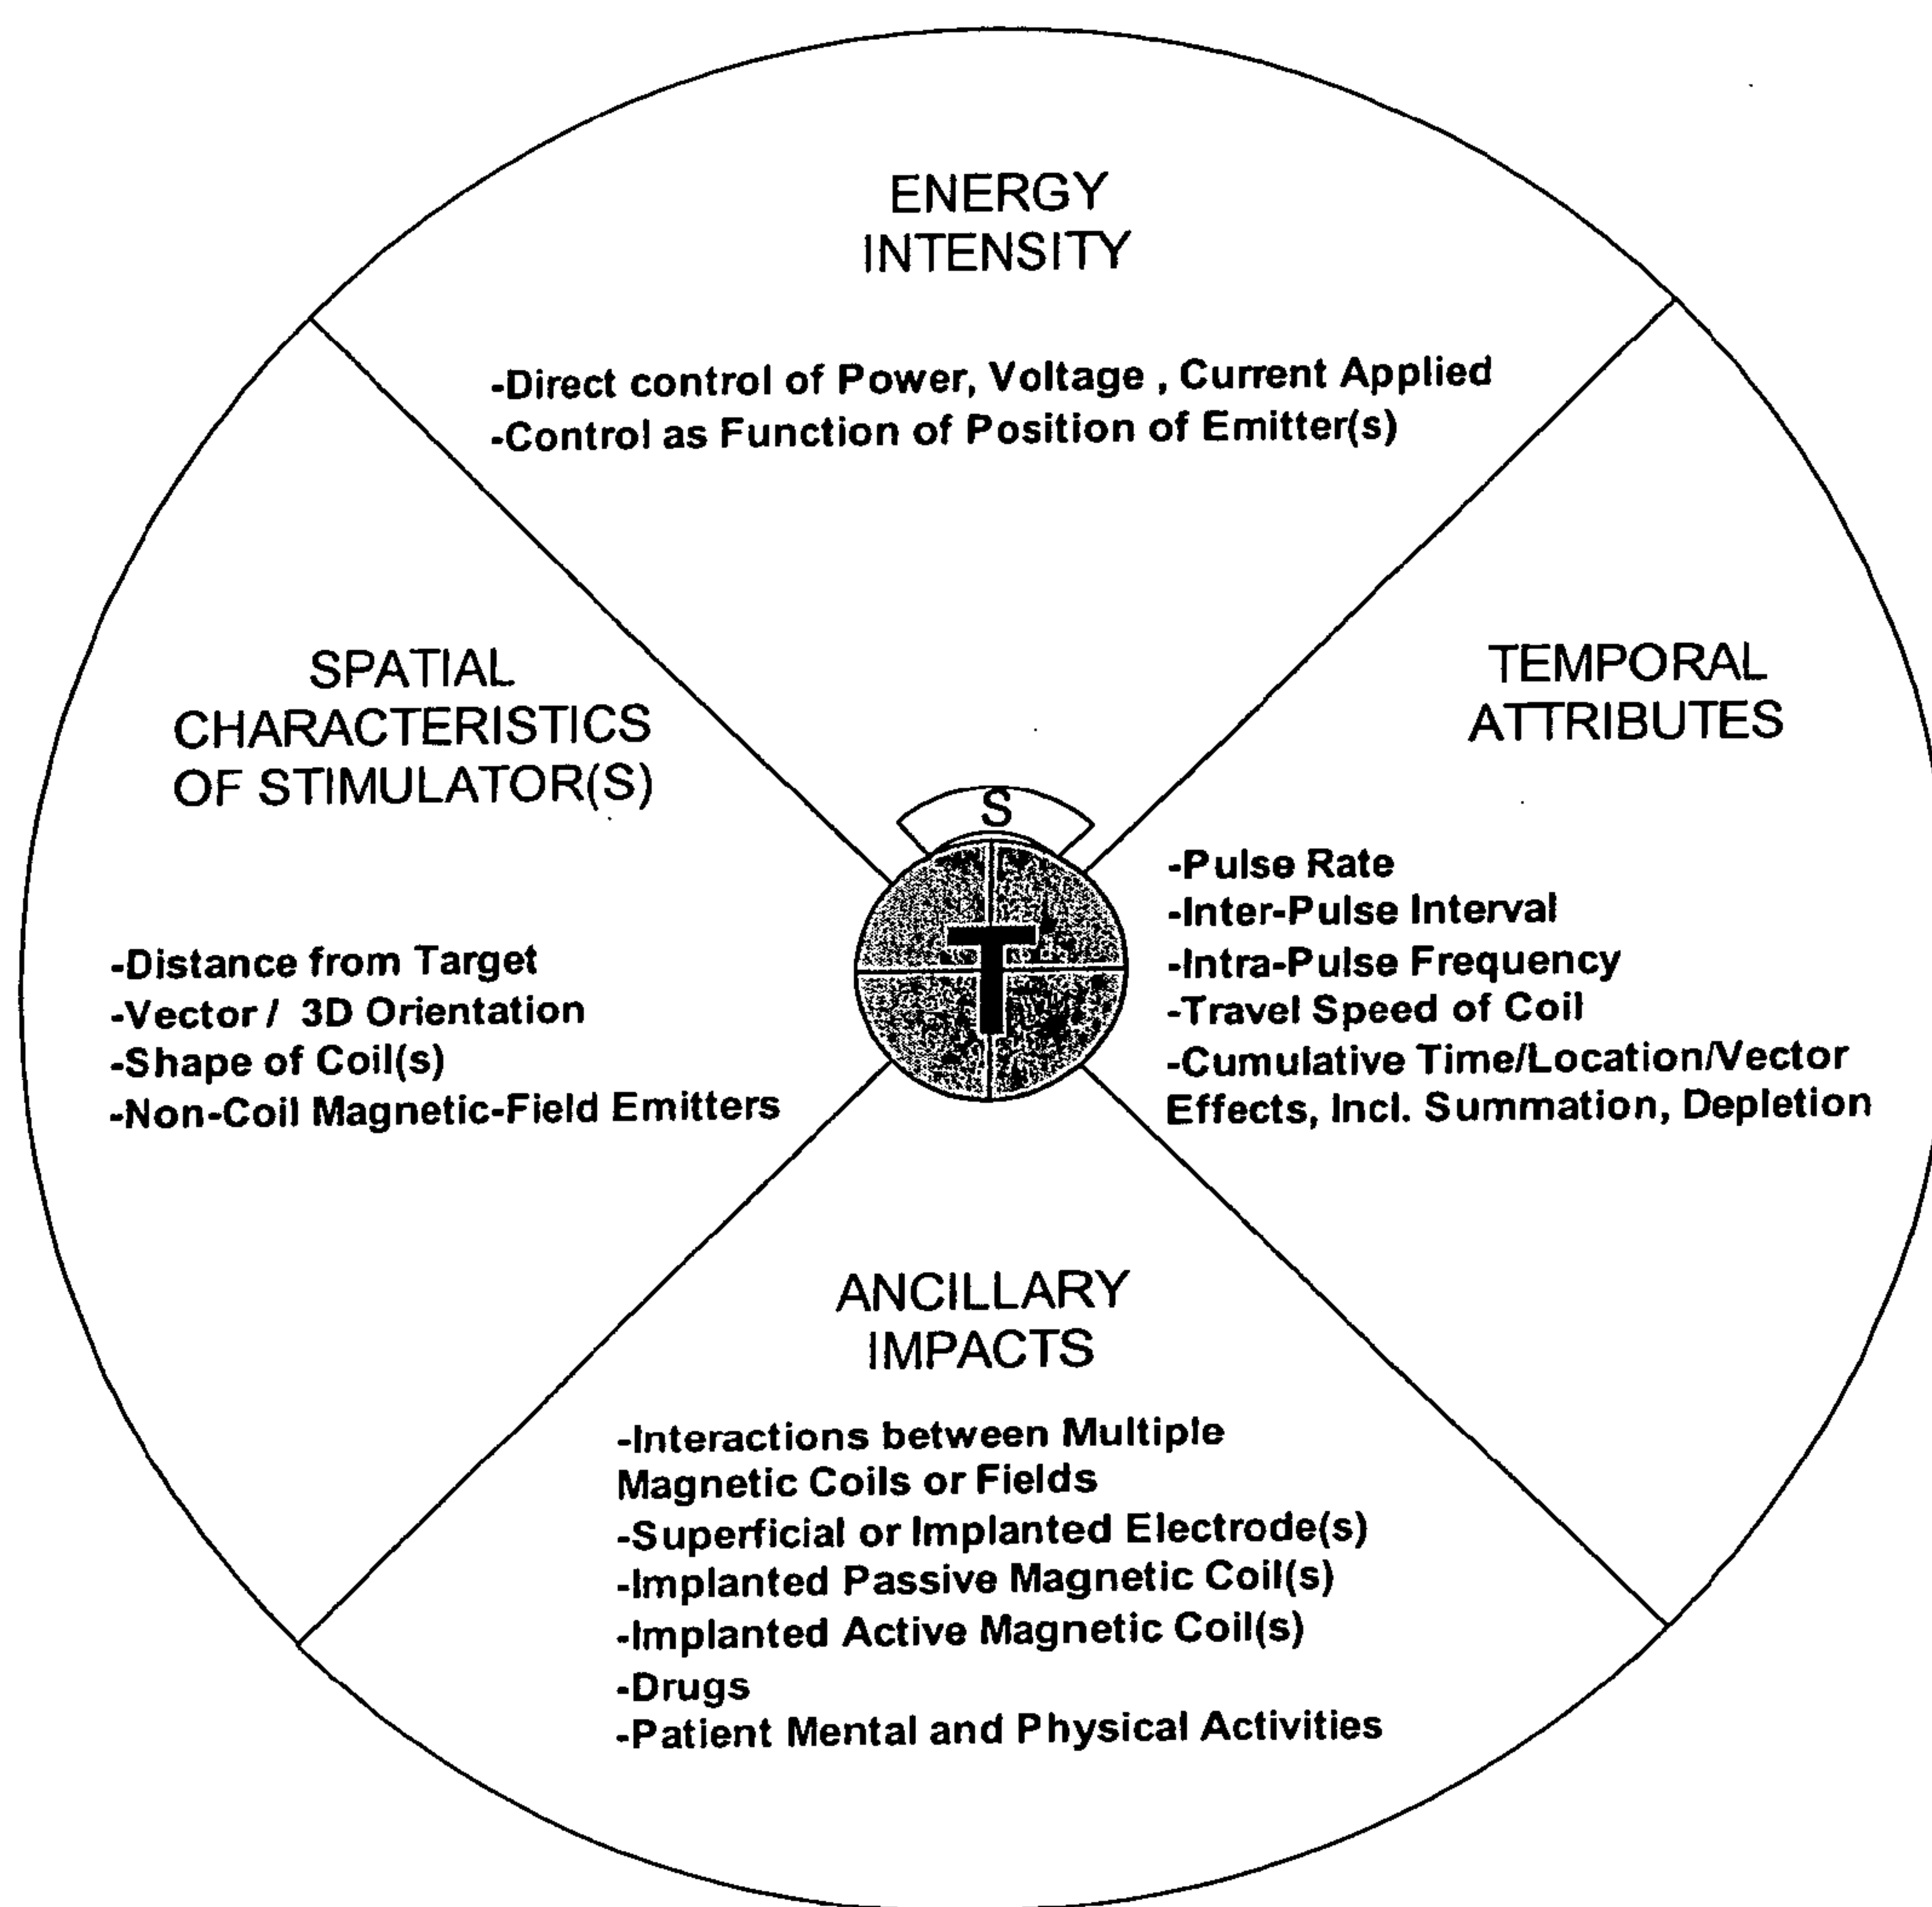 ENERGY
INTENSITY
-Direct control of Power, Voltage , Current Applied
-Control as Function of Position of Emitter(s)
SPATIAL
CHARACTERISTICS
OF STIMULATOR(S)
-Distance from Target
-Vector / 3D Orientation
-Shape of Coil(s)
-Non-Coil Magnetic-Field Emitters
S
T
TEMPORAL
ATTRIBUTES
-Pulse Rate
-Inter-Pulse Interval
-Intra-Pulse Frequency
-Travel Speed of Coil
-Cumulative Time/Location/Vector
Effects, Incl. Summation, Depletion
ANCILLARY
IMPACTS
-Interactions between Multiple
Magnetic Coils or Fields
-Superficial or Implanted Electrode(s)
-Implanted Passive Magnetic Coil(s)
-Implanted Active Magnetic Coil(s)
-Drugs
-Patient Mental and Physical Activities